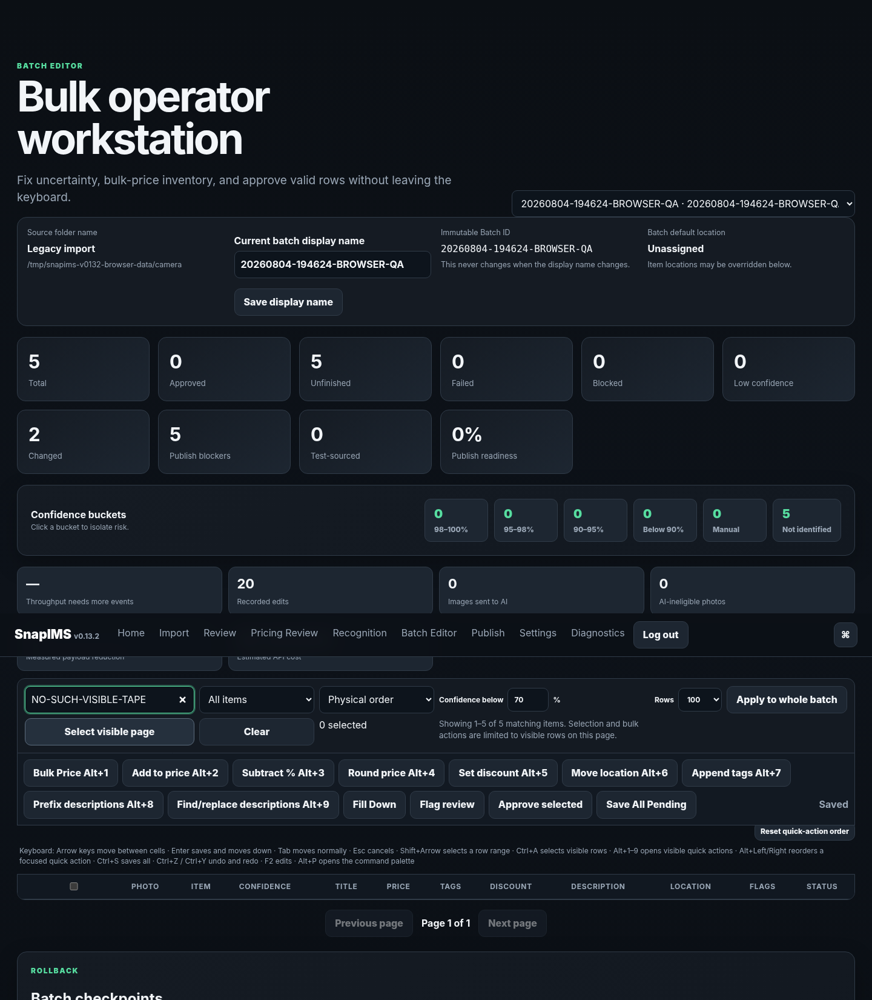 BATCH EDITOR
Bulk operator
workstation
Fix uncertainty, bulk-price inventory, and approve valid rows without leaving the
keyboard.
20260804-194624-BROWSER-QA · 20260804-194624-BROWSER-Q
Source folder name
Legacy import
/tmp/snapims-v0132-browser-data/camera
Current batch display name
20260804-194624-BROWSER-QA
Save display name
Immutable Batch ID
20260804-194624-BROWSER-QA
This never changes when the display name changes.
Batch default location
Unassigned
Item locations may be overridden below.
5
Total
0
Approved
5
Unfinished
0
Failed
0
Blocked
0
Low confidence
2
Changed
5
Publish blockers
0
Test-sourced
0%
Publish readiness
Confidence buckets
Click a bucket to isolate risk.
0
98–100%
0
95–98%
0
90–95%
0
Below 90%
0
Manual
5
Not identified
—
Throughput needs more events
20
Recorded edits
0
Images sent to AI
0
AI-ineligible photos
SnapIMS v0.13.2 Home Import Review Pricing Review Recognition Batch Editor Publish Settings Diagnostics Log out ⌘
Measured payload reduction
Estimated API cost
NO-SUCH-VISIBLE-TAPE × All items Physical order Confidence below 70 % Rows 100 Apply to whole batch
Select visible page Clear 0 selected
Showing 1–5 of 5 matching items. Selection and bulk
actions are limited to visible rows on this page.
Bulk Price Alt+1 Add to price Alt+2 Subtract % Alt+3 Round price Alt+4 Set discount Alt+5 Move location Alt+6 Append tags Alt+7
Prefix descriptions Alt+8 Find/replace descriptions Alt+9 Fill Down Flag review Approve selected Save All Pending Saved
Reset quick-action order
Keyboard: Arrow keys move between cells · Enter saves and moves down · Tab moves normally · Esc cancels · Shift+Arrow selects a row range · Ctrl+A selects visible rows · Alt+1–9 opens visible quick actions · Alt+Left/Right reorders a
focused quick action · Ctrl+S saves all · Ctrl+Z / Ctrl+Y undo and redo · F2 edits · Alt+P opens the command palette
PHOTO ITEM CONFIDENCE TITLE PRICE TAGS DISCOUNT DESCRIPTION LOCATION FLAGS STATUS
Previous page Page 1 of 1 Next page
ROLLBACK
Batch checkpoints